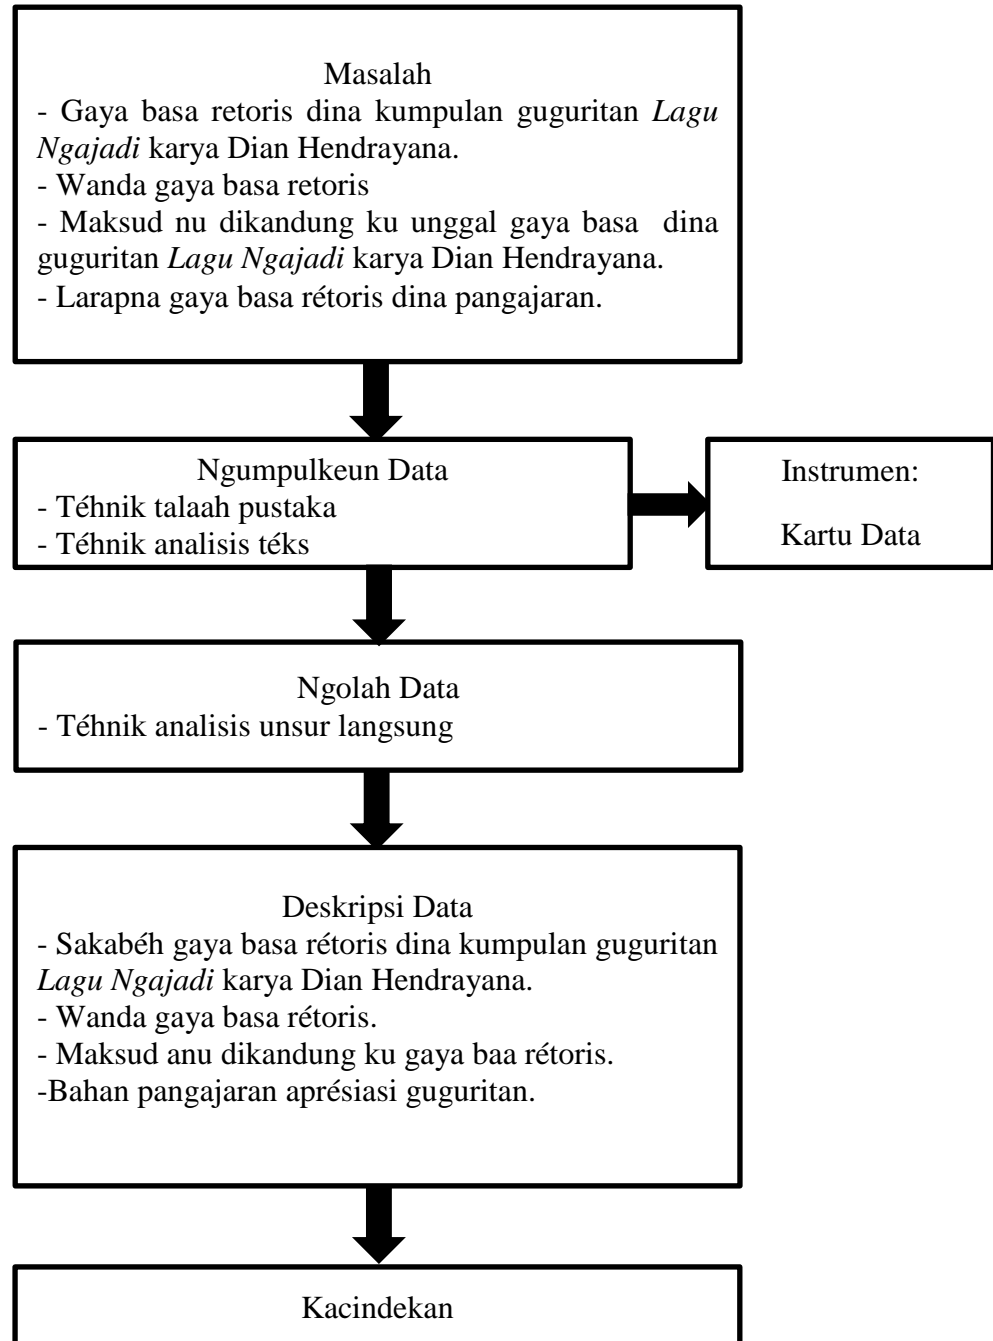 Masalah
- Gaya basa retoris dina kumpulan guguritan Lagu
Ngajadi karya Dian Hendrayana.
- Wanda gaya basa retoris
- Maksud nu dikandung ku unggal gaya basa dina
guguritan Lagu Ngajadi karya Dian Hendrayana.
- Larapna gaya basa rétoris dina pangajaran.
Ngumpulkeun Data
- Téhnik talaah pustaka
- Téhnik analisis téks
Instrumen:
Kartu Data
Ngolah Data
- Téhnik analisis unsur langsung
Deskripsi Data
- Sakabéh gaya basa rétoris dina kumpulan guguritan
Lagu Ngajadi karya Dian Hendrayana.
- Wanda gaya basa rétoris.
- Maksud anu dikandung ku gaya baa rétoris.
-Bahan pangajaran aprésiasi guguritan.
Kacindekan